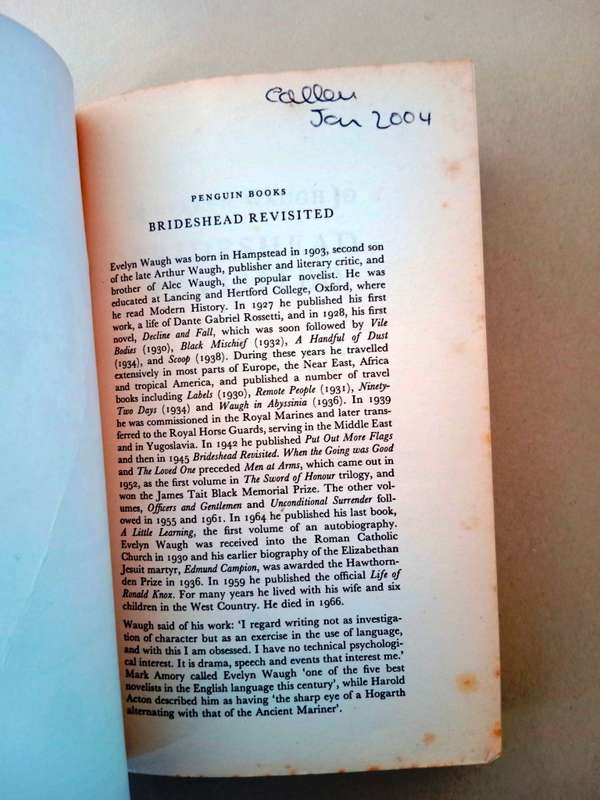 Callen
Jan 2004
PENGUIN BOOKS
BRIDESHEAD REVISITED
Evelyn Waugh was born in Hampstead in 1903, second son
of the late Arthur Waugh, publisher and literary critic, and
brother of Alec Waugh, the popular novelist. He was
educated at Lancing and Hertford College, Oxford, where
he read Modern History. In 1927 he published his first
work, a life of Dante Gabriel Rossetti, and in 1928, his first
novel, Decline and Fall, which was soon followed by Vile
Bodies (1930), Black Mischief (1932), A Handful of Dust
(1934), and Scoop (1938). During these years he travelled
extensively in most parts of Europe, the Near East, Africa
and tropical America, and published a number of travel
books including Labels (1930), Remote People (1931), Ninety-
Two Days (1934) and Waugh in Abyssinia (1936). In 1939
he was commissioned in the Royal Marines and later trans-
ferred to the Royal Horse Guards, serving in the Middle East
and in Yugoslavia. In 1942 he published Put Out More Flags
and then in 1945 Brideshead Revisited. When the Going was Good
and The Loved One preceded Men at Arms, which came out in
1952, as the first volume in The Sword of Honour trilogy, and
won the James Tait Black Memorial Prize. The other vol-
umes, Officers and Gentlemen and Unconditional Surrender foll-
owed in 1955 and 1961. In 1964 he published his last book,
A Little Learning, the first volume of an autobiography.
Evelyn Waugh was received into the Roman Catholic
Church in 1930 and his earlier biography of the Elizabethan
Jesuit martyr, Edmund Campion, was awarded the Hawthorn-
den Prize in 1936. In 1959 he published the official Life of
Ronald Knox. For many years he lived with his wife and six
children in the West Country. He died in 1966.
Waugh said of his work: 'I regard writing not as investiga-
tion of character but as an exercise in the use of language,
and with this I am obsessed. I have no technical psychologi-
cal interest. It is drama, speech and events that interest me.'
Mark Amory called Evelyn Waugh 'one of the five best
novelists in the English language this century', while Harold
Acton described him as having 'the sharp eye of a Hogarth
alternating with that of the Ancient Mariner'.